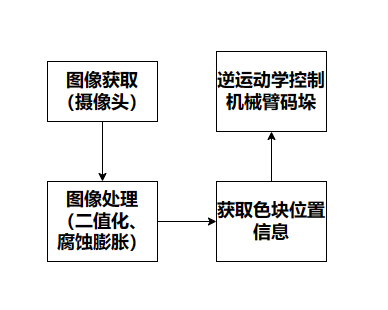 图像获取
（摄像头）
图像处理
（二值化、
腐蚀膨胀）
获取色块位置
信息
逆运动学控制
机械臂码垛